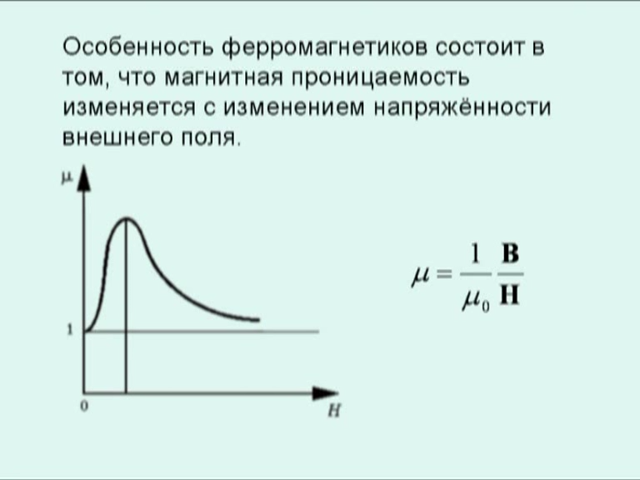 Особенность ферромагнетиков состоит в
том, что магнитная проницаемость
изменяется с изменением напряжённости
внешнего поля.
μ
1
0
H
μ = 1/μ₀ B/H